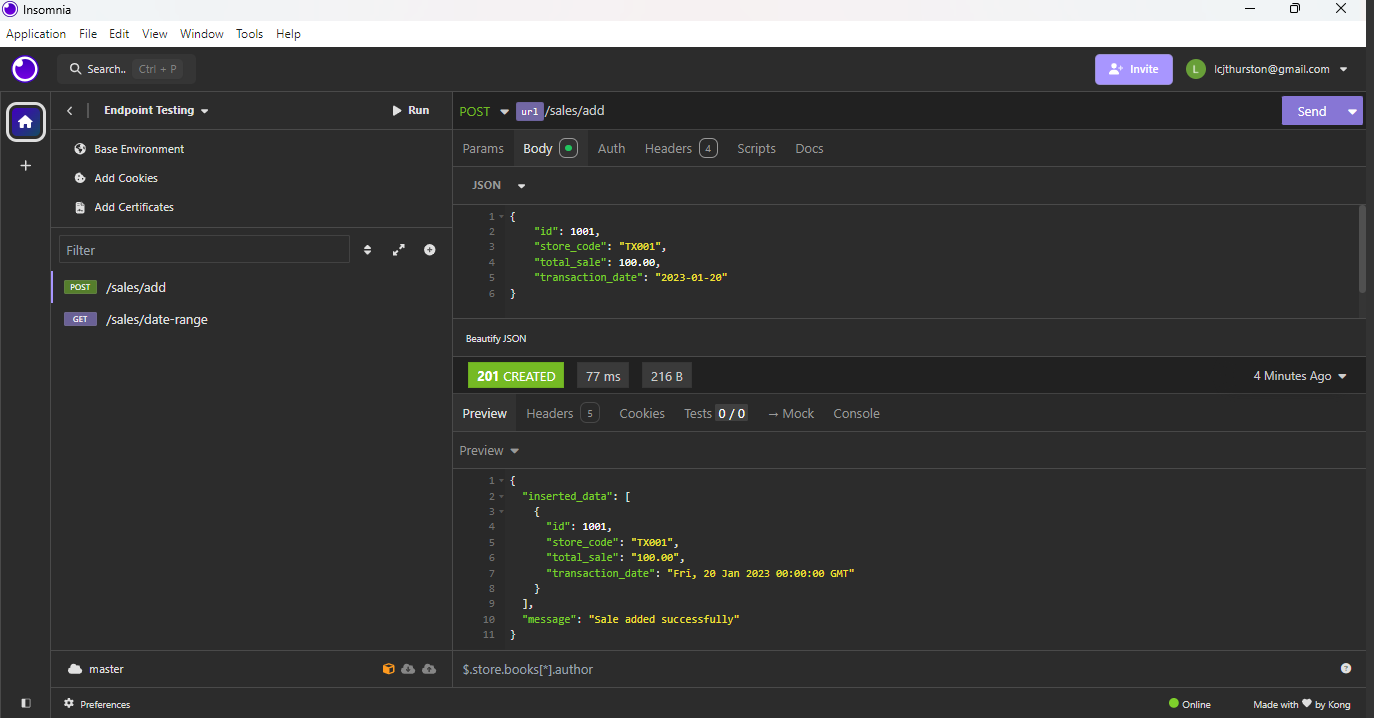 Insomnia
Application File Edit View Window Tools Help
Search.. Ctrl + P
Invite
L lcjthurston@gmail.com
Endpoint Testing
Run
Base Environment
Add Cookies
Add Certificates
Filter
POST /sales/add
GET /sales/date-range
master
Preferences
POST url /sales/add
Send
Params Body Auth Headers 4 Scripts Docs
JSON
1 {
2 "id": 1001,
3 "store_code": "TX001",
4 "total_sale": 100.00,
5 "transaction_date": "2023-01-20"
6 }
Beautify JSON
201 CREATED 77 ms 216 B
4 Minutes Ago
Preview Headers 5 Cookies Tests 0 / 0 → Mock Console
Preview
1 {
2 "inserted_data": [
3 {
4 "id": 1001,
5 "store_code": "TX001",
6 "total_sale": "100.00",
7 "transaction_date": "Fri, 20 Jan 2023 00:00:00 GMT"
8 }
9 ],
10 "message": "Sale added successfully"
11 }
$.store.books[*].author
?
Online
Made with ♥ by Kong